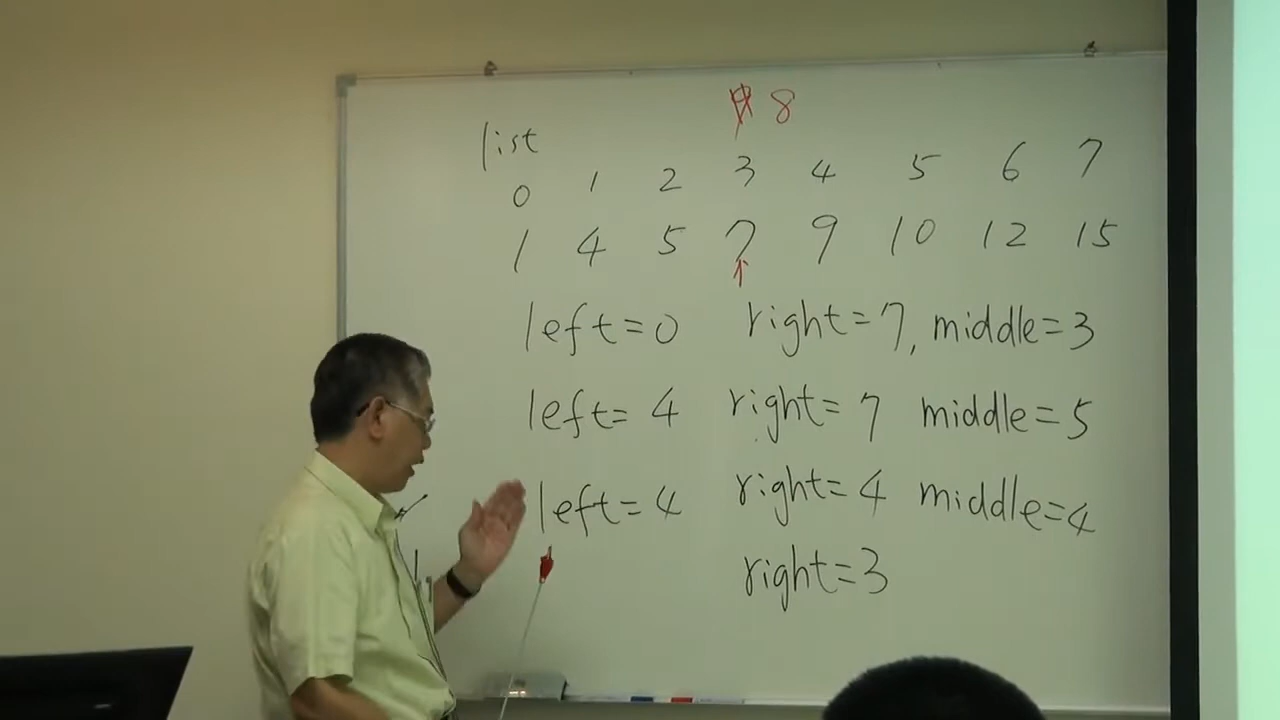 8
list
0 1 2 3 4 5 6 7
1 4 5 7 9 10 12 15
left=0 right=7, middle=3
left=4 right=7 middle=5
left=4 right=4 middle=4
right=3